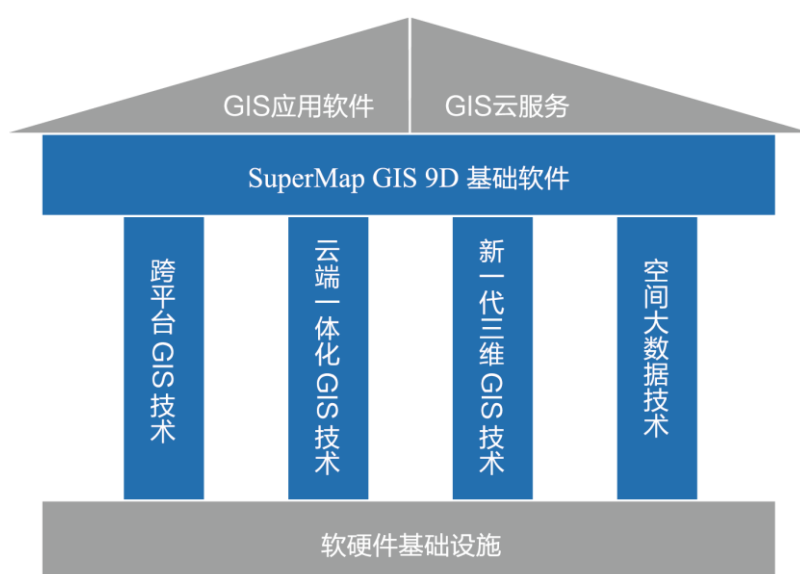 GIS应用软件
GIS云服务
SuperMap GIS 9D 基础软件
跨平台GIS技术
云端一体化GIS技术
新一代三维GIS技术
空间大数据技术
软硬件基础设施